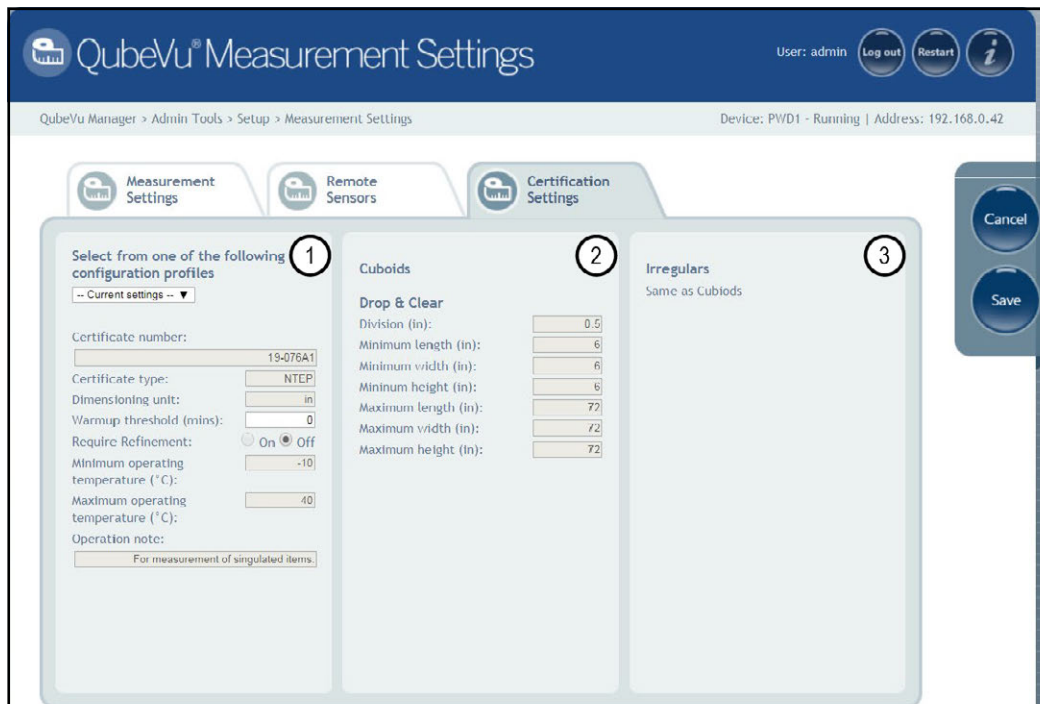 QubeVu® Measurement Settings
User: admin
Log out
Restart
i
QubeVu Manager > Admin Tools > Setup > Measurement Settings
Device: PWD1 - Running | Address: 192.168.0.42
Measurement
Settings
Remote
Sensors
Certification
Settings
Cancel
Save
1
Select from one of the following
configuration profiles
-- Current settings -- ▼
Certificate number:
19-076A1
Certificate type: NTEP
Dimensioning unit: in
Warmup threshold (mins): 0
Require Refinement: On Off
Minimum operating
temperature (°C): -10
Maximum operating
temperature (°C): 40
Operation note:
For measurement of singulated items.
2
Cuboids
Drop & Clear
Division (in): 0.5
Minimum length (in): 6
Minimum width (in): 6
Mininum height (in): 6
Maximum length (in): 72
Maximum width (in): 72
Maximum height (in): 72
3
Irregulars
Same as Cubiods